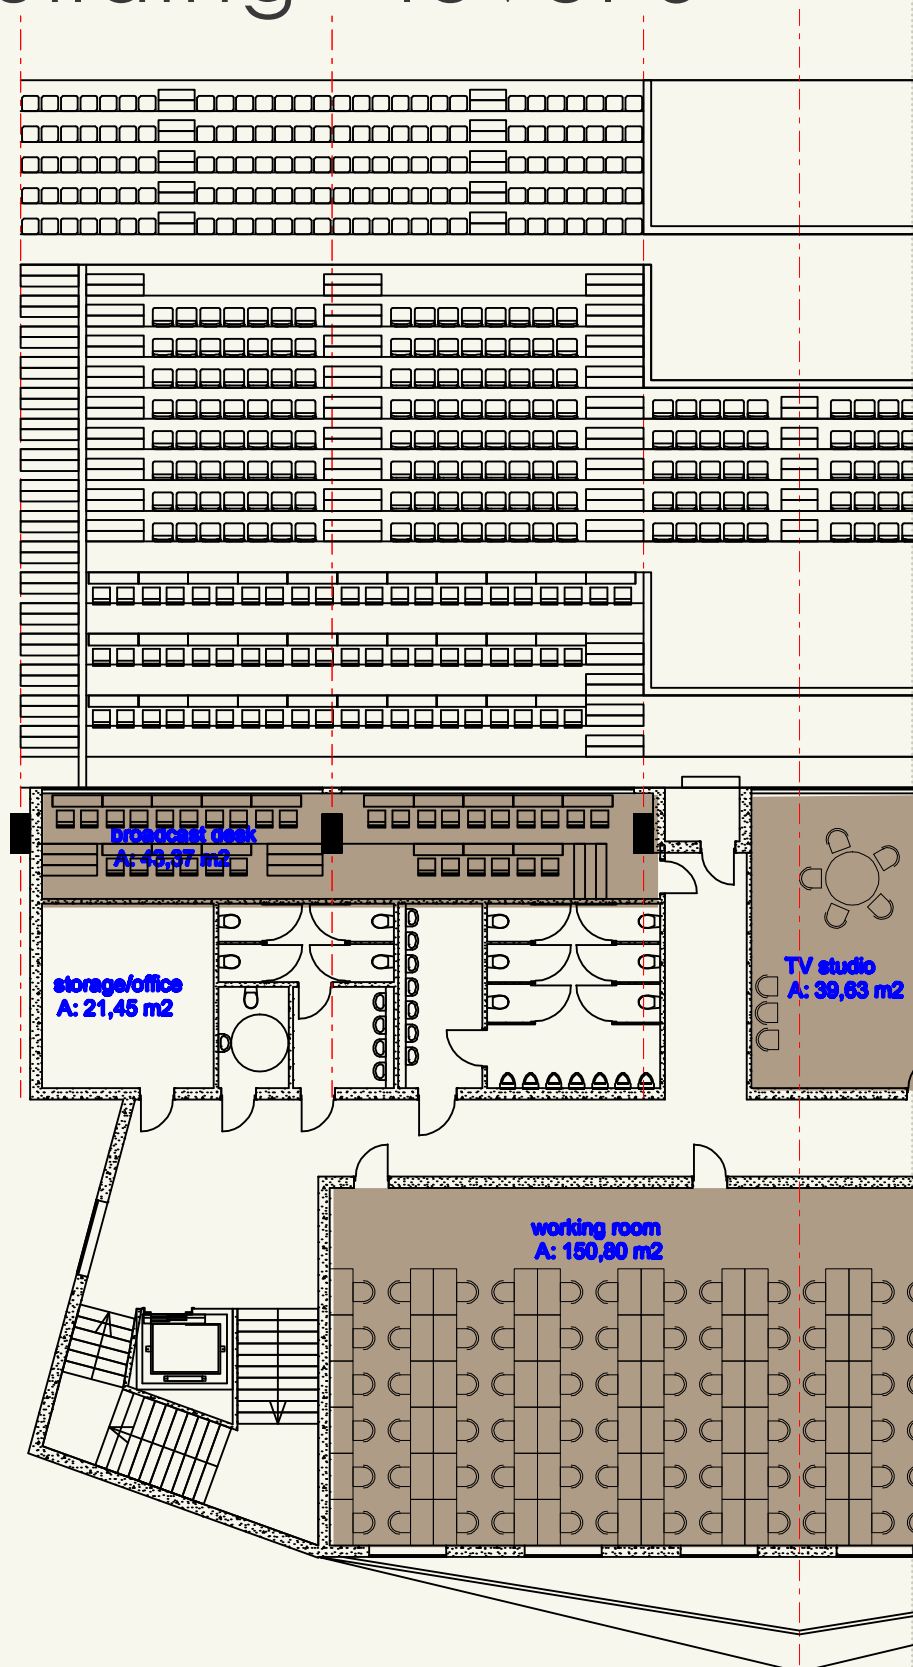 broadcast desk
A: 43,37 m2
storage/office
A: 21,45 m2
TV studio
A: 39,63 m2
working room
A: 150,80 m2